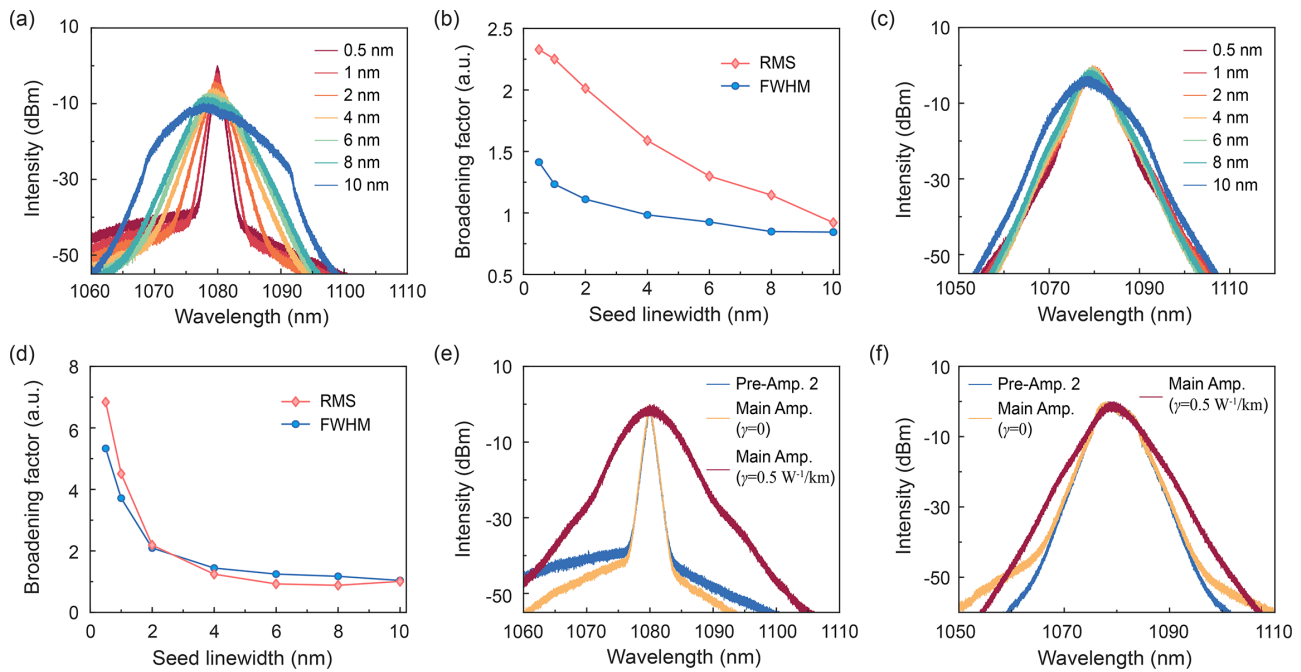 (a)
10
-10
-30
-50
Intensity (dBm)
1060
1070
1080
1090
1100
1110
Wavelength (nm)
0.5 nm
1 nm
2 nm
4 nm
6 nm
8 nm
10 nm
(b)
2.5
2
1.5
1
0.5
Broadening factor (a.u.)
0
2
4
6
8
10
Seed linewidth (nm)
RMS
FWHM
(c)
10
-10
-30
-50
Intensity (dBm)
1050
1070
1090
1110
Wavelength (nm)
0.5 nm
1 nm
2 nm
4 nm
6 nm
8 nm
10 nm
(d)
8
6
4
2
0
Broadening factor (a.u.)
0
2
4
6
8
10
Seed linewidth (nm)
RMS
FWHM
(e)
10
-10
-30
-50
Intensity (dBm)
1060
1070
1080
1090
1100
1110
Wavelength (nm)
Pre-Amp. 2
Main Amp.
(γ=0)
Main Amp.
(γ=0.5 W⁻¹/km)
(f)
10
-10
-30
-50
Intensity (dBm)
1050
1070
1090
1110
Wavelength (nm)
Pre-Amp. 2
Main Amp.
(γ=0)
Main Amp.
(γ=0.5 W⁻¹/km)